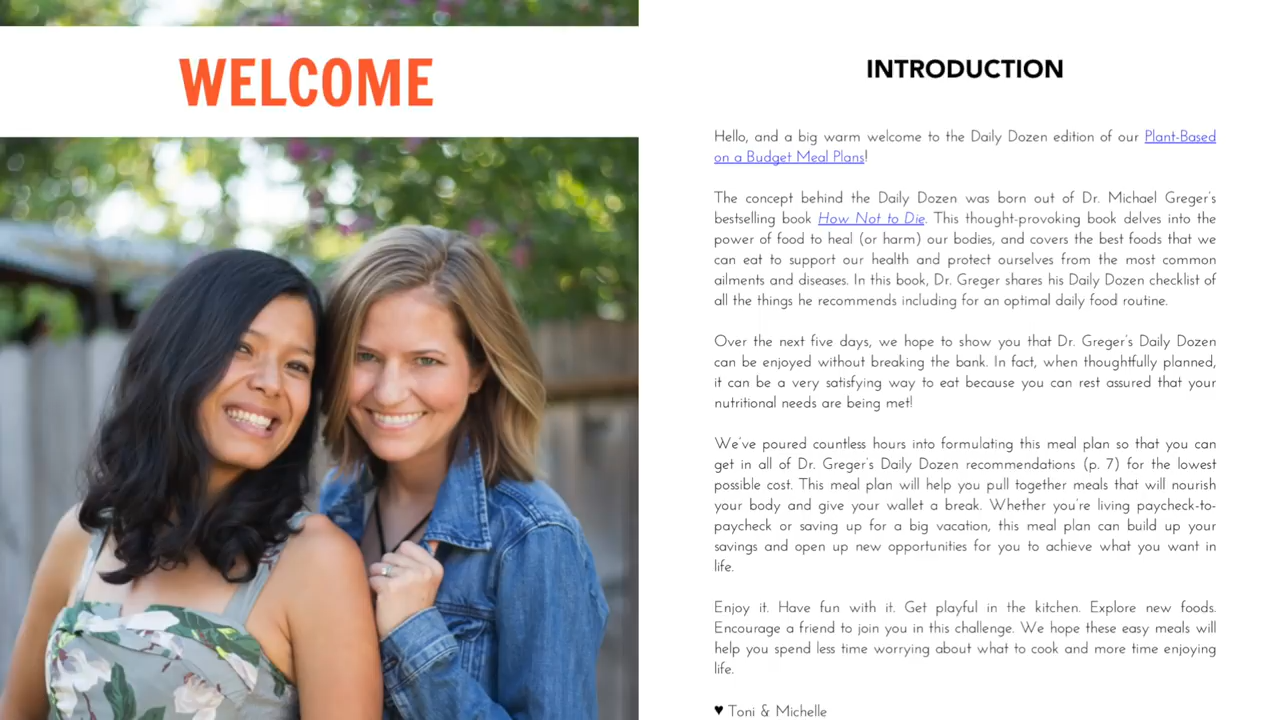 WELCOME
INTRODUCTION
Hello, and a big warm welcome to the Daily Dozen edition of our Plant-Based
on a Budget Meal Plans!
The concept behind the Daily Dozen was born out of Dr. Michael Greger's
bestselling book How Not to Die. This thought-provoking book delves into the
power of food to heal (or harm) our bodies, and covers the best foods that we
can eat to support our health and protect ourselves from the most common
ailments and diseases. In this book, Dr. Greger shares his Daily Dozen checklist of
all the things he recommends including for an optimal daily food routine.
Over the next five days, we hope to show you that Dr. Greger's Daily Dozen
can be enjoyed without breaking the bank. In fact, when thoughtfully planned,
it can be a very satisfying way to eat because you can rest assured that your
nutritional needs are being met!
We've poured countless hours into formulating this meal plan so that you can
get in all of Dr. Greger's Daily Dozen recommendations (p. 7) for the lowest
possible cost. This meal plan will help you pull together meals that will nourish
your body and give your wallet a break. Whether you're living paycheck-to-
paycheck or saving up for a big vacation, this meal plan can build up your
savings and open up new opportunities for you to achieve what you want in
life.
Enjoy it. Have fun with it. Get playful in the kitchen. Explore new foods.
Encourage a friend to join you in this challenge. We hope these easy meals will
help you spend less time worrying about what to cook and more time enjoying
life.
♥ Toni & Michelle